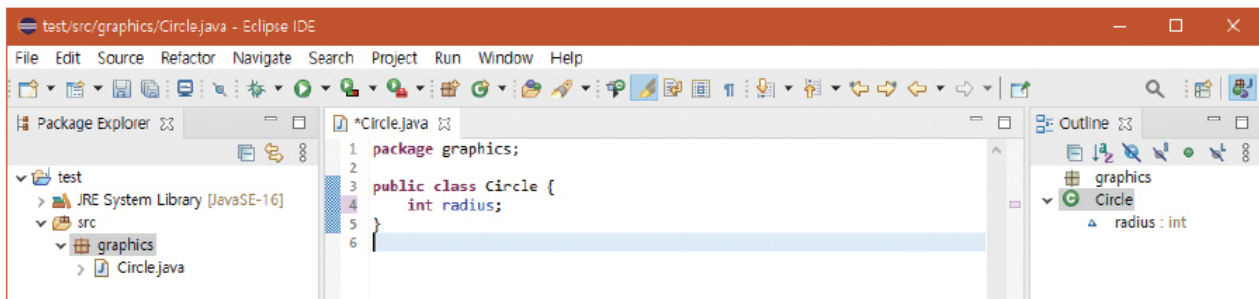 test/src/graphics/Circle.java - Eclipse IDE
File Edit Source Refactor Navigate Search Project Run Window Help
Package Explorer
test
JRE System Library [JavaSE-16]
src
graphics
Circle.java
*Circle.java
1 package graphics;
2
3 public class Circle {
4 int radius;
5 }
6
Outline
graphics
Circle
radius : int